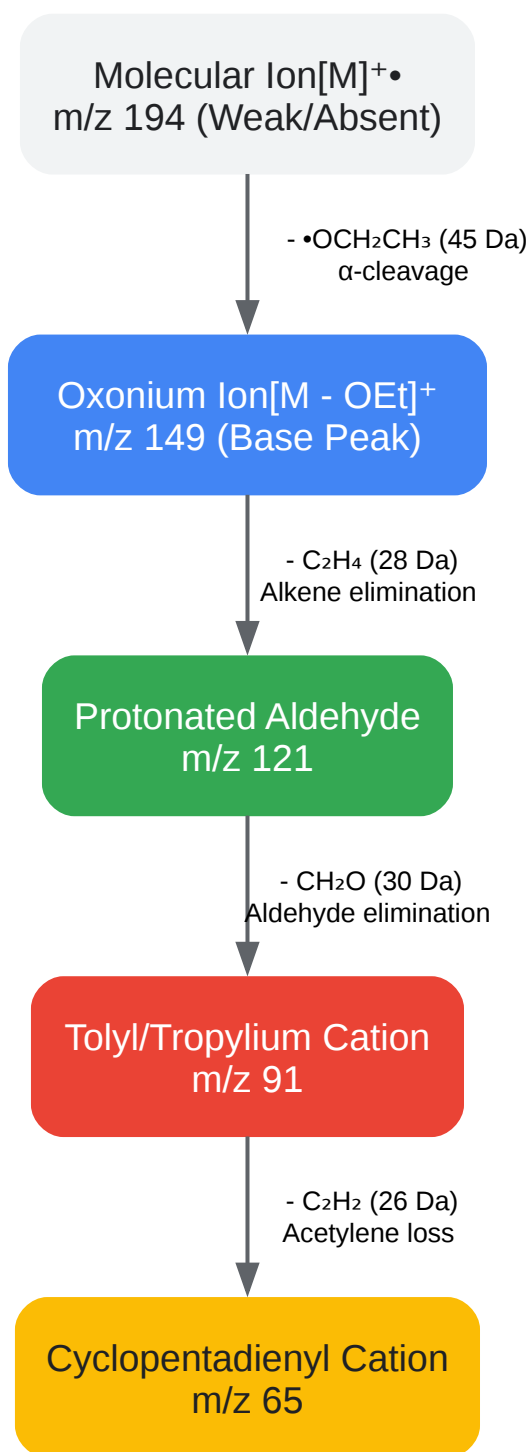 Molecular Ion[M]⁺•
m/z 194 (Weak/Absent)
- •OCH₂CH₃ (45 Da)
α-cleavage
Oxonium Ion[M - OEt]⁺
m/z 149 (Base Peak)
- C₂H₄ (28 Da)
Alkene elimination
Protonated Aldehyde
m/z 121
- CH₂O (30 Da)
Aldehyde elimination
Tolyl/Tropylium Cation
m/z 91
- C₂H₂ (26 Da)
Acetylene loss
Cyclopentadienyl Cation
m/z 65